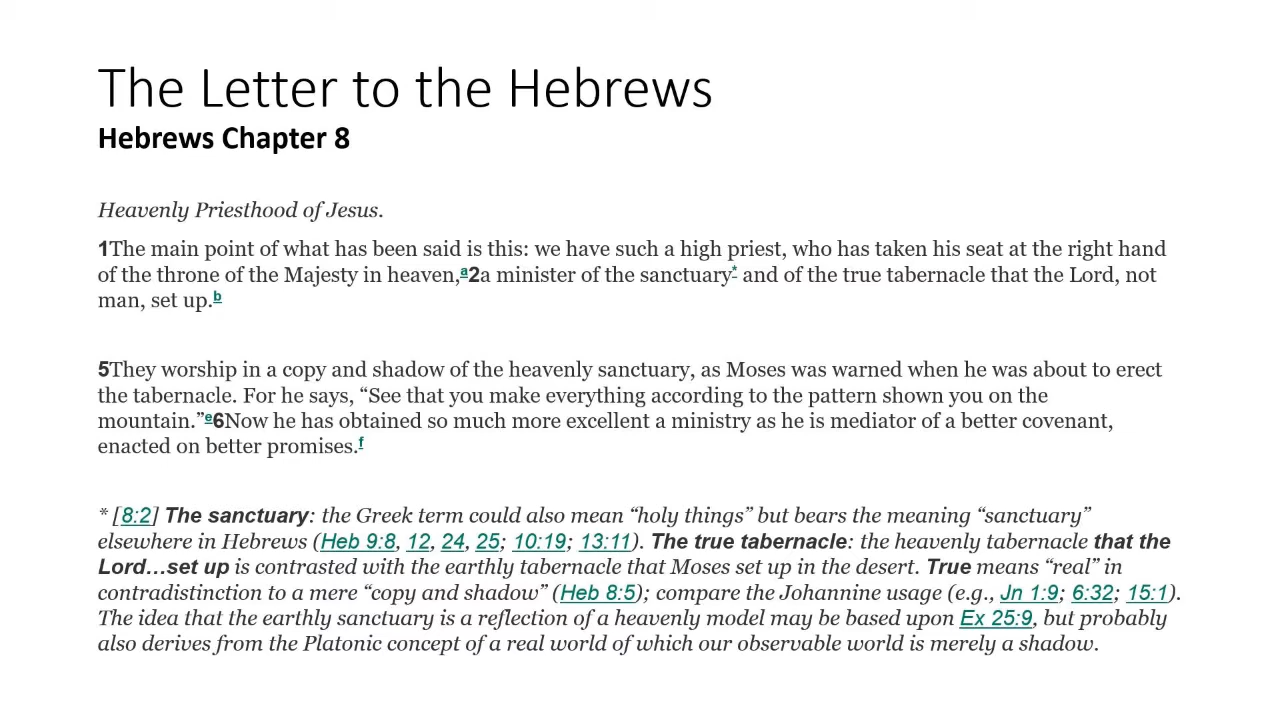 The Letter to the Hebrews
Hebrews Chapter 8
Heavenly Priesthood of Jesus.
1The main point of what has been said is this: we have such a high priest, who has taken his seat at the right hand
of the throne of the Majesty in heaven,a2a minister of the sanctuary* and of the true tabernacle that the Lord, not
man, set up.b
5They worship in a copy and shadow of the heavenly sanctuary, as Moses was warned when he was about to erect
the tabernacle. For he says, “See that you make everything according to the pattern shown you on the
mountain.”e6Now he has obtained so much more excellent a ministry as he is mediator of a better covenant,
enacted on better promises.f
* [8:2] The sanctuary: the Greek term could also mean “holy things” but bears the meaning “sanctuary”
elsewhere in Hebrews (Heb 9:8, 12, 24, 25; 10:19; 13:11). The true tabernacle: the heavenly tabernacle that the
Lord…set up is contrasted with the earthly tabernacle that Moses set up in the desert. True means “real” in
contradistinction to a mere “copy and shadow” (Heb 8:5); compare the Johannine usage (e.g., Jn 1:9; 6:32; 15:1).
The idea that the earthly sanctuary is a reflection of a heavenly model may be based upon Ex 25:9, but probably
also derives from the Platonic concept of a real world of which our observable world is merely a shadow.